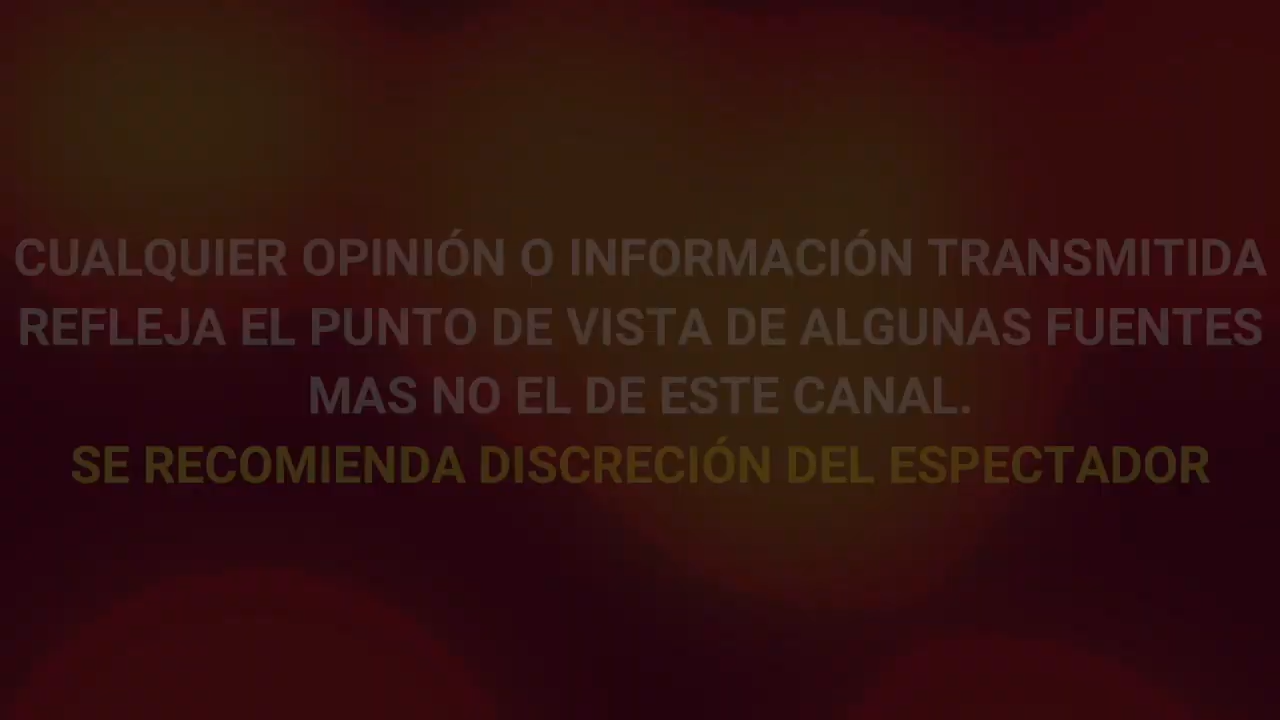 CUALQUIER OPINIÓN O INFORMACIÓN TRANSMITIDA
REFLEJA EL PUNTO DE VISTA DE ALGUNAS FUENTES
MAS NO EL DE ESTE CANAL.
SE RECOMIENDA DISCRECIÓN DEL ESPECTADOR